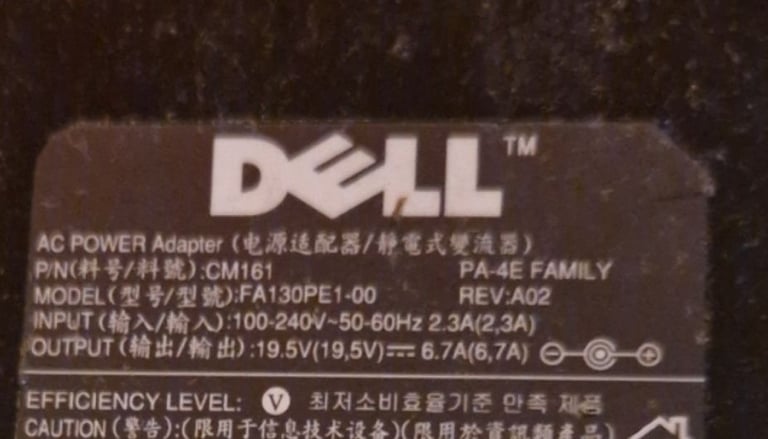 DELL™
AC POWER Adapter (电源适配器/靜電式變流器)
P/N(料号/料號):CM161 PA-4E FAMILY
MODEL(型号/型號):FA130PE1-00 REV:A02
INPUT(输入/輸入):100-240V~50-60Hz 2.3A(2,3A)
OUTPUT(输出/輸出):19.5V(19,5V)⎓ 6.7A(6,7A)
EFFICIENCY LEVEL: V 최저소비효율기준 만족 제품
CAUTION(警告):(限用于信息技术设备)(限用於資訊類產品)